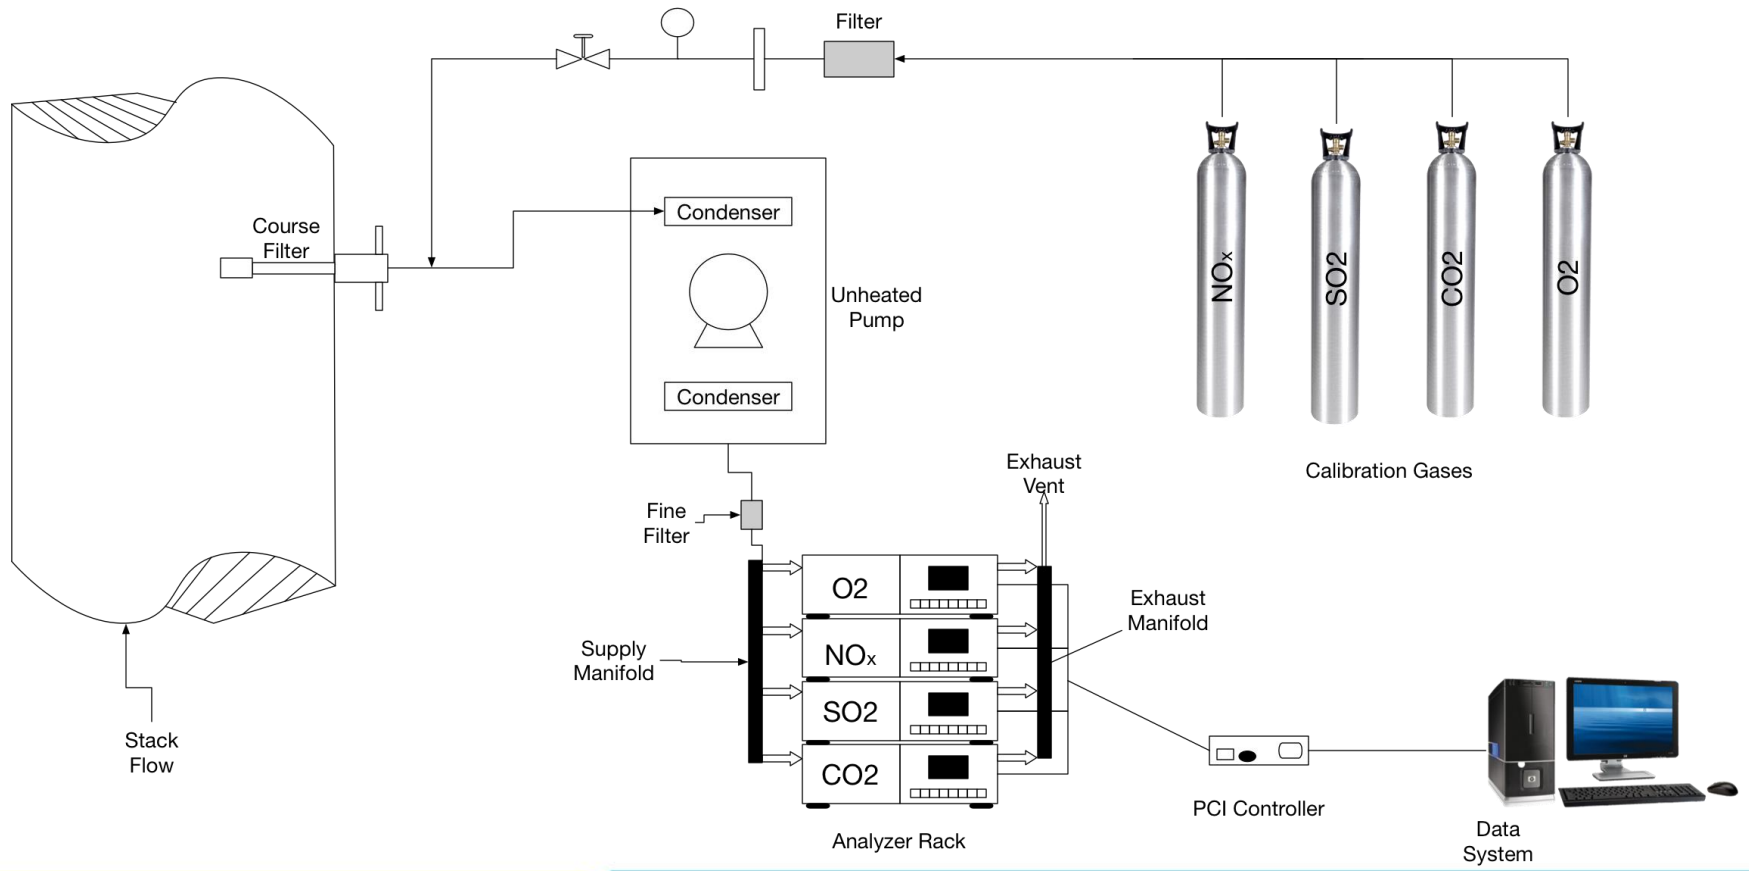 Filter
Course
Filter
Condenser
Unheated
Pump
Condenser
NOx
SO2
CO2
O2
Calibration Gases
Exhaust
Vent
Fine
Filter
O2
NOx
SO2
CO2
Exhaust
Manifold
Supply
Manifold
Stack
Flow
PCI Controller
Analyzer Rack
Data
System